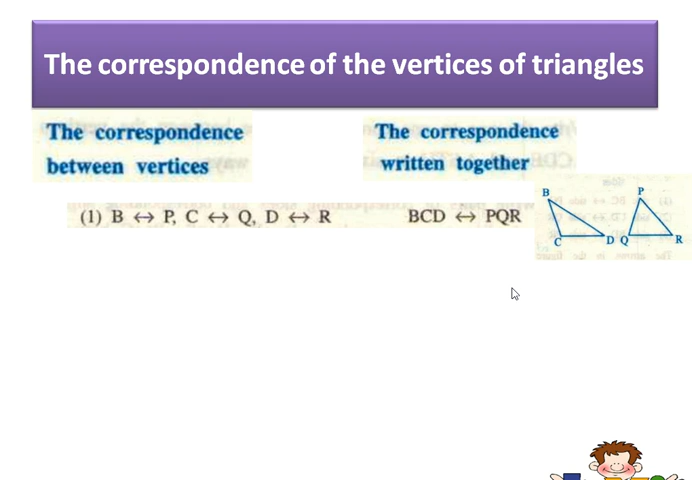 The correspondence of the vertices of triangles
The correspondence
between vertices
The correspondence
written together
(1) B ↔ P, C ↔ Q, D ↔ R
BCD ↔ PQR
B
P
C
D
Q
R